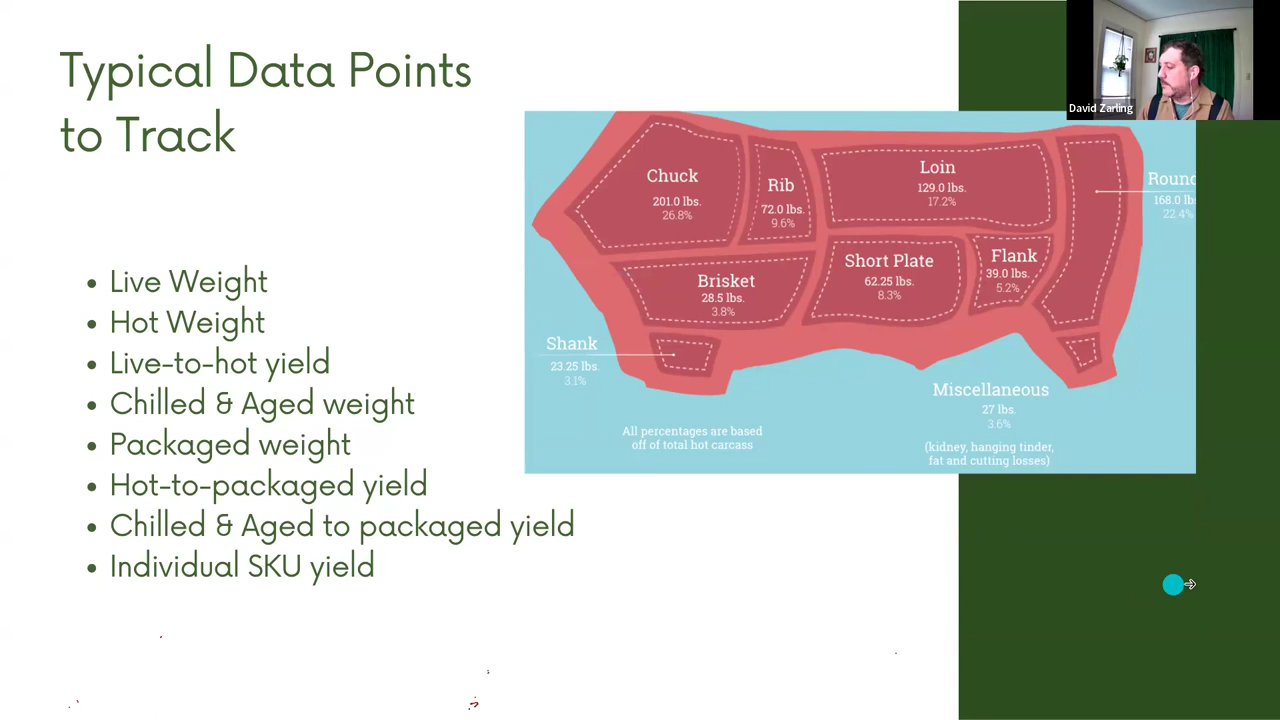 Typical Data Points
to Track
David Zarling
Live Weight
Hot Weight
Live-to-hot yield
Chilled & Aged weight
Packaged weight
Hot-to-packaged yield
Chilled & Aged to packaged yield
Individual SKU yield
Chuck
201.0 lbs.
26.8%
Rib
72.0 lbs.
9.6%
Loin
129.0 lbs.
17.2%
Round
168.0 lbs
22.4%
Brisket
28.5 lbs.
3.8%
Short Plate
62.25 lbs.
8.3%
Flank
39.0 lbs.
5.2%
Shank
23.25 lbs.
3.1%
Miscellaneous
27 lbs.
3.6%
(kidney, hanging tinder,
fat and cutting losses)
All percentages are based
off of total hot carcass